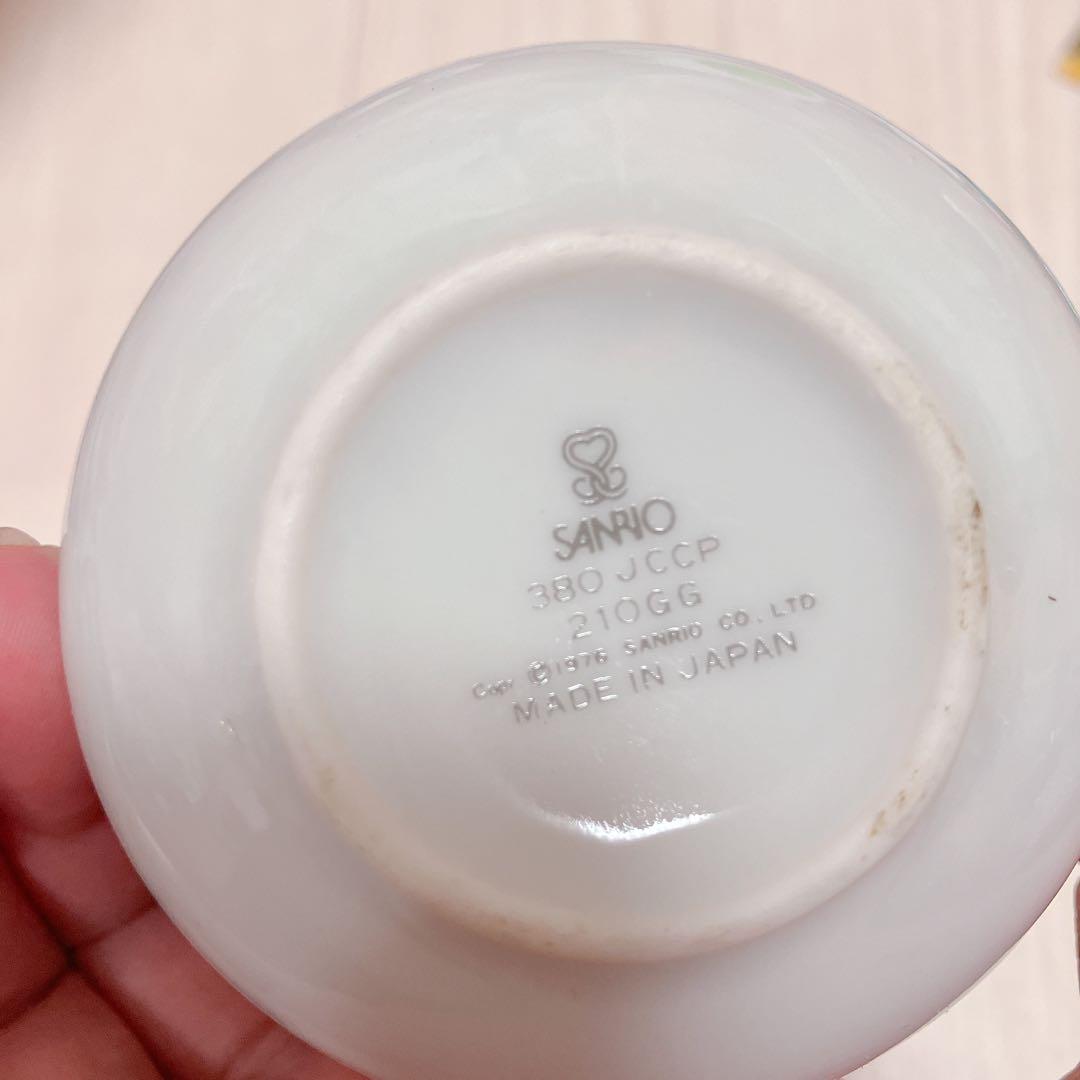 SANRIO
380 JCCP
210GG
Copr. ©1976 SANRIO CO., LTD
MADE IN JAPAN